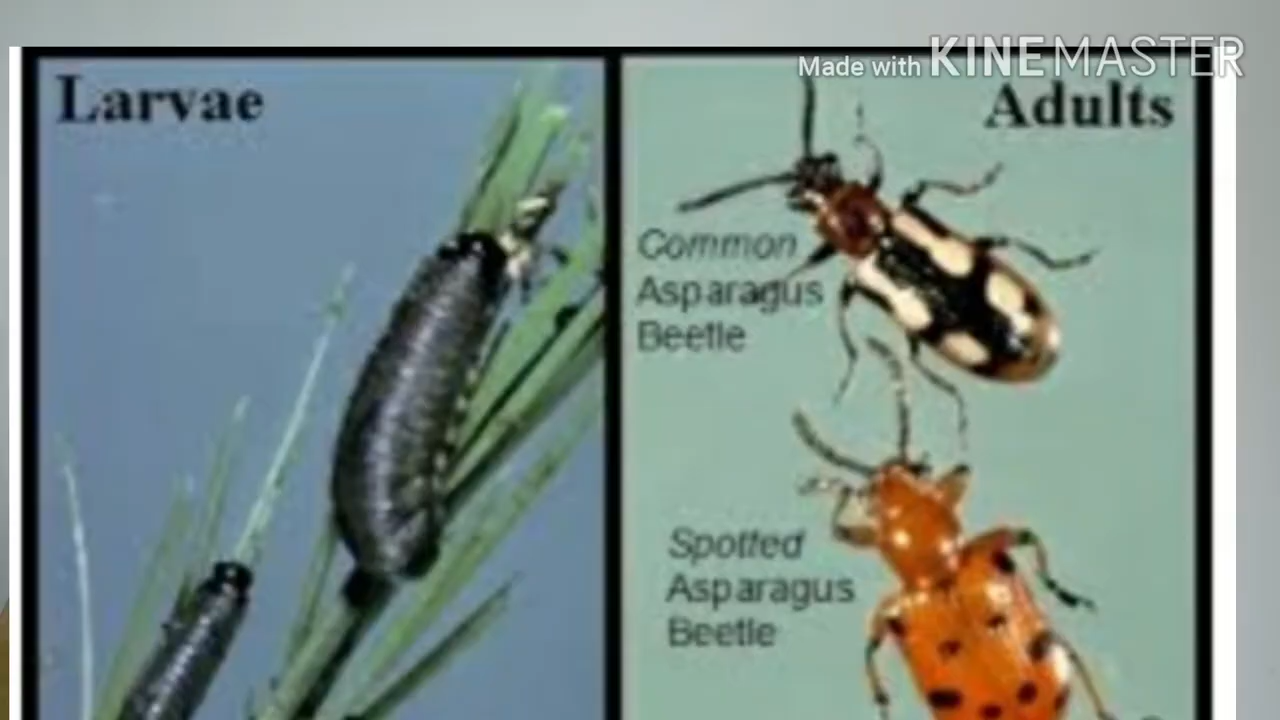 Made with KINEMASTER
Larvae
Adults
Common
Asparagus
Beetle
Spotted
Asparagus
Beetle